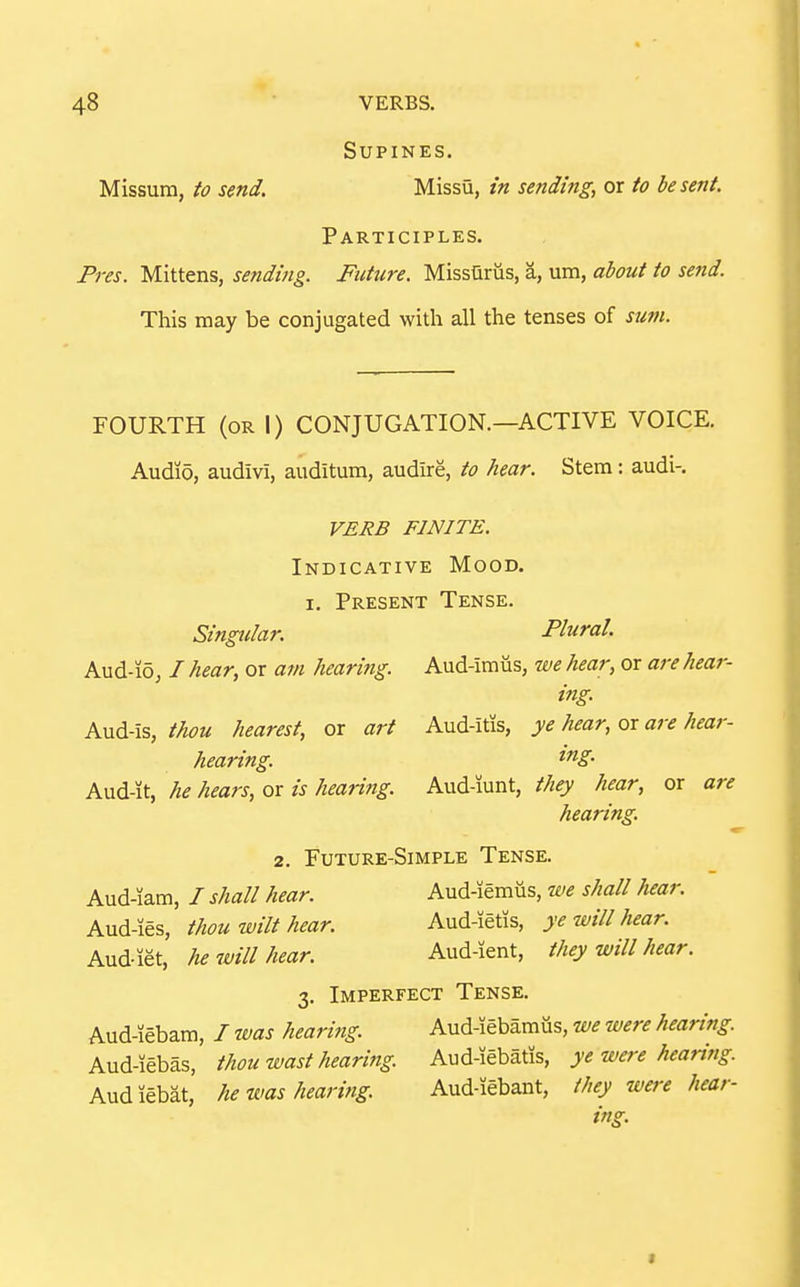 48 VERBS.
SUPINES.
Missum, to send. Missū, in sending, or to be sent.
PARTICIPLES.
Pres. Mittens, sending. Future. Missūrŭs, ă, um, about to send.
This may be conjugated with all the tenses of sum.
FOURTH (OR I) CONJUGATION.—ACTIVE VOICE.
Audĭō, audīvī, audītum, audīrĕ, to hear. Stem: audi-.
VERB FINITE.
INDICATIVE MOOD.
1. PRESENT TENSE.
Singular. Plural.
Aud-ĭō, I hear, or am hearing. Aud-īmŭs, we hear, or are hear-
ing.
Aud-īs, thou hearest, or art Aud-ītĭs, ye hear, or are hear-
hearing. ing.
Aud-ĭt, he hears, or is hearing. Aud-ĭunt, they hear, or are
hearing.
2. FUTURE-SIMPLE TENSE.
Aud-ĭam, I shall hear. Aud-ĭēmŭs, we shall hear.
Aud-ĭēs, thou wilt hear. Aud-ĭētĭs, ye will hear.
Aud-ĭĕt, he will hear. Aud-ĭent, they will hear.
3. IMPERFECT TENSE.
Aud-ĭēbam, I was hearing. Aud-ĭēbāmŭs, we were hearing.
Aud-ĭēbās, thou wast hearing. Aud-ĭēbātĭs, ye were hearing.
Aud ĭēbăt, he was hearing. Aud-ĭēbant, they were hear-
ing.